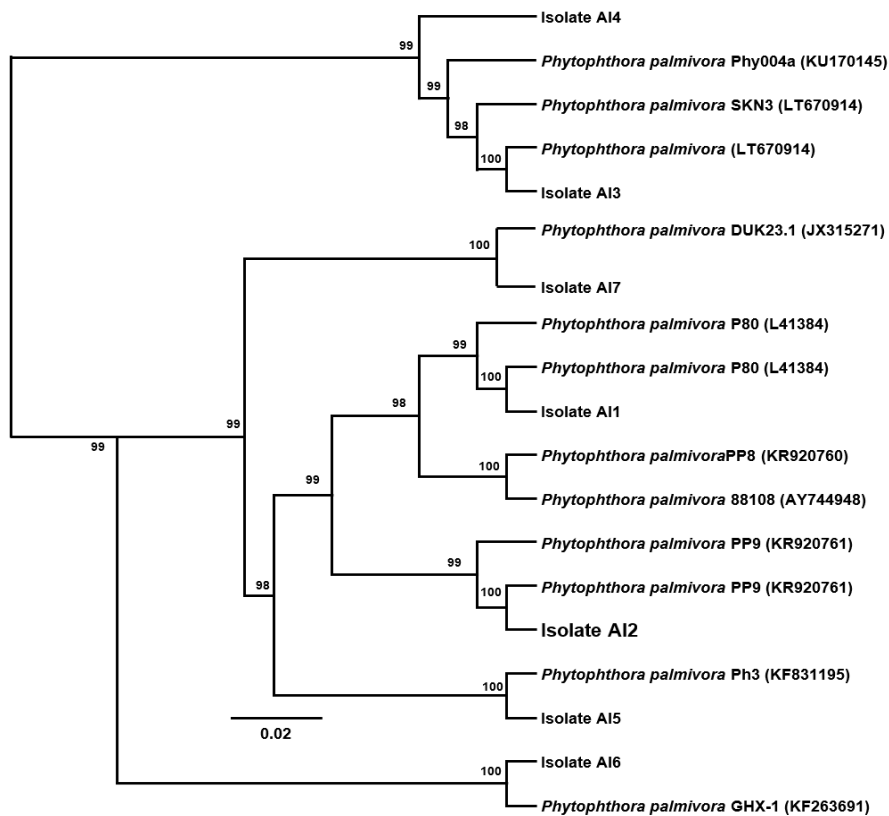 Isolate AI4
99
Phytophthora palmivora Phy004a (KU170145)
99
Phytophthora palmivora SKN3 (LT670914)
98
Phytophthora palmivora (LT670914)
100
Isolate AI3
Phytophthora palmivora DUK23.1 (JX315271)
100
Isolate AI7
Phytophthora palmivora P80 (L41384)
99
Phytophthora palmivora P80 (L41384)
100
Isolate AI1
98
99
99
Phytophthora palmivoraPP8 (KR920760)
100
Phytophthora palmivora 88108 (AY744948)
99
Phytophthora palmivora PP9 (KR920761)
99
Phytophthora palmivora PP9 (KR920761)
98
100
Isolate AI2
Phytophthora palmivora Ph3 (KF831195)
100
Isolate AI5
0.02
Isolate AI6
100
Phytophthora palmivora GHX-1 (KF263691)